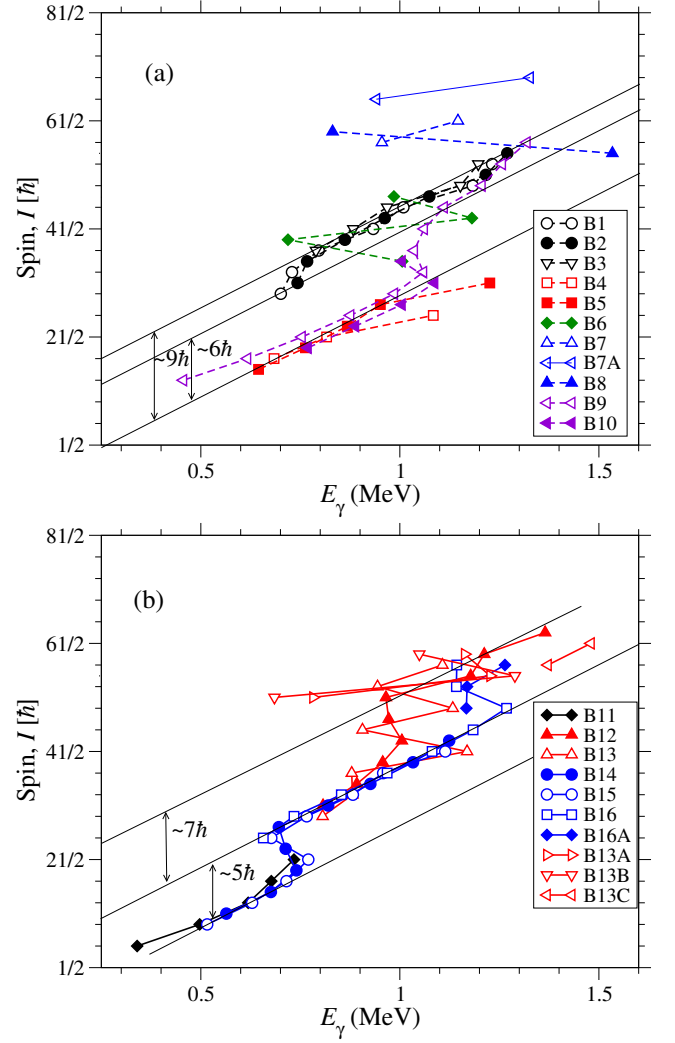 81/2
(a)
61/2
Spin, I [ħ]
41/2
21/2
~9ħ
~6ħ
1/2
0.5
1
1.5
E_γ (MeV)
B1
B2
B3
B4
B5
B6
B7
B7A
B8
B9
B10
81/2
(b)
61/2
Spin, I [ħ]
41/2
21/2
~7ħ
~5ħ
1/2
0.5
1
1.5
E_γ (MeV)
B11
B12
B13
B14
B15
B16
B16A
B13A
B13B
B13C